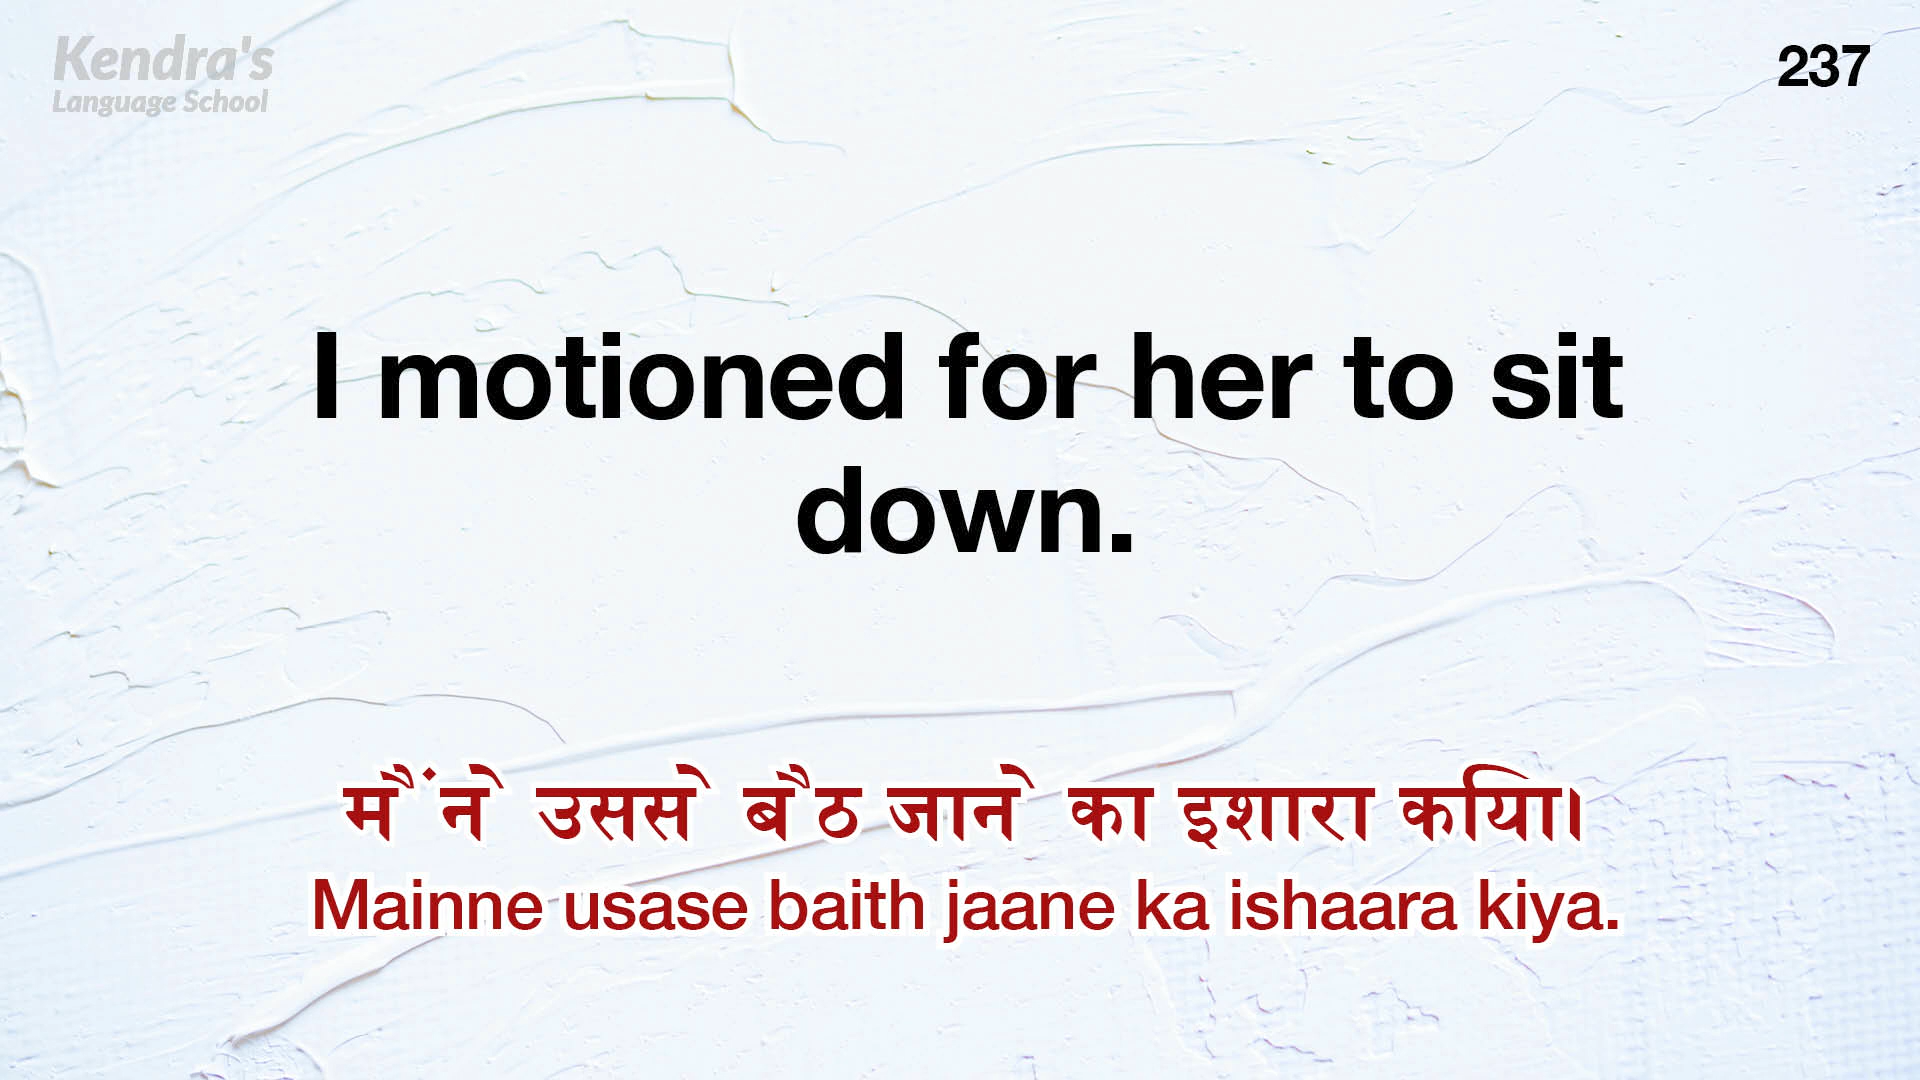 Kendra's
Language School
237
I motioned for her to sit
down.
मैंने उससे बैठ जाने का इशारा किया।
Mainne usase baith jaane ka ishaara kiya.